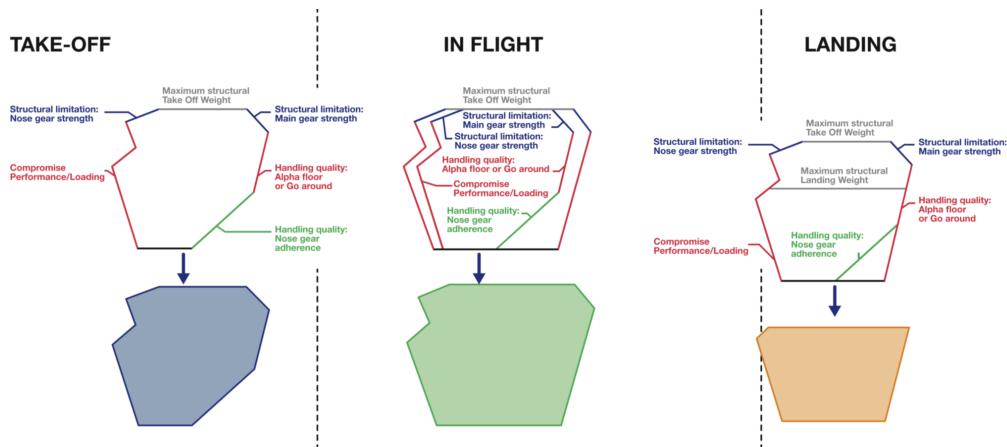 TAKE-OFF
Maximum structural
Take Off Weight
Structural limitation:
Nose gear strength
Structural limitation:
Main gear strength
Compromise
Performance/Loading
Handling quality:
Alpha floor
or Go around
Handling quality:
Nose gear
adherence
IN FLIGHT
Maximum structural
Take Off Weight
Structural limitation:
Main gear strength
Structural limitation:
Nose gear strength
Handling quality:
Alpha floor or Go around
Compromise
Performance/Loading
Handling quality:
Nose gear
adherence
LANDING
Maximum structural
Take Off Weight
Structural limitation:
Nose gear strength
Structural limitation:
Main gear strength
Maximum structural
Landing Weight
Handling quality:
Alpha floor
or Go around
Handling quality:
Nose gear
adherence
Compromise
Performance/Loading